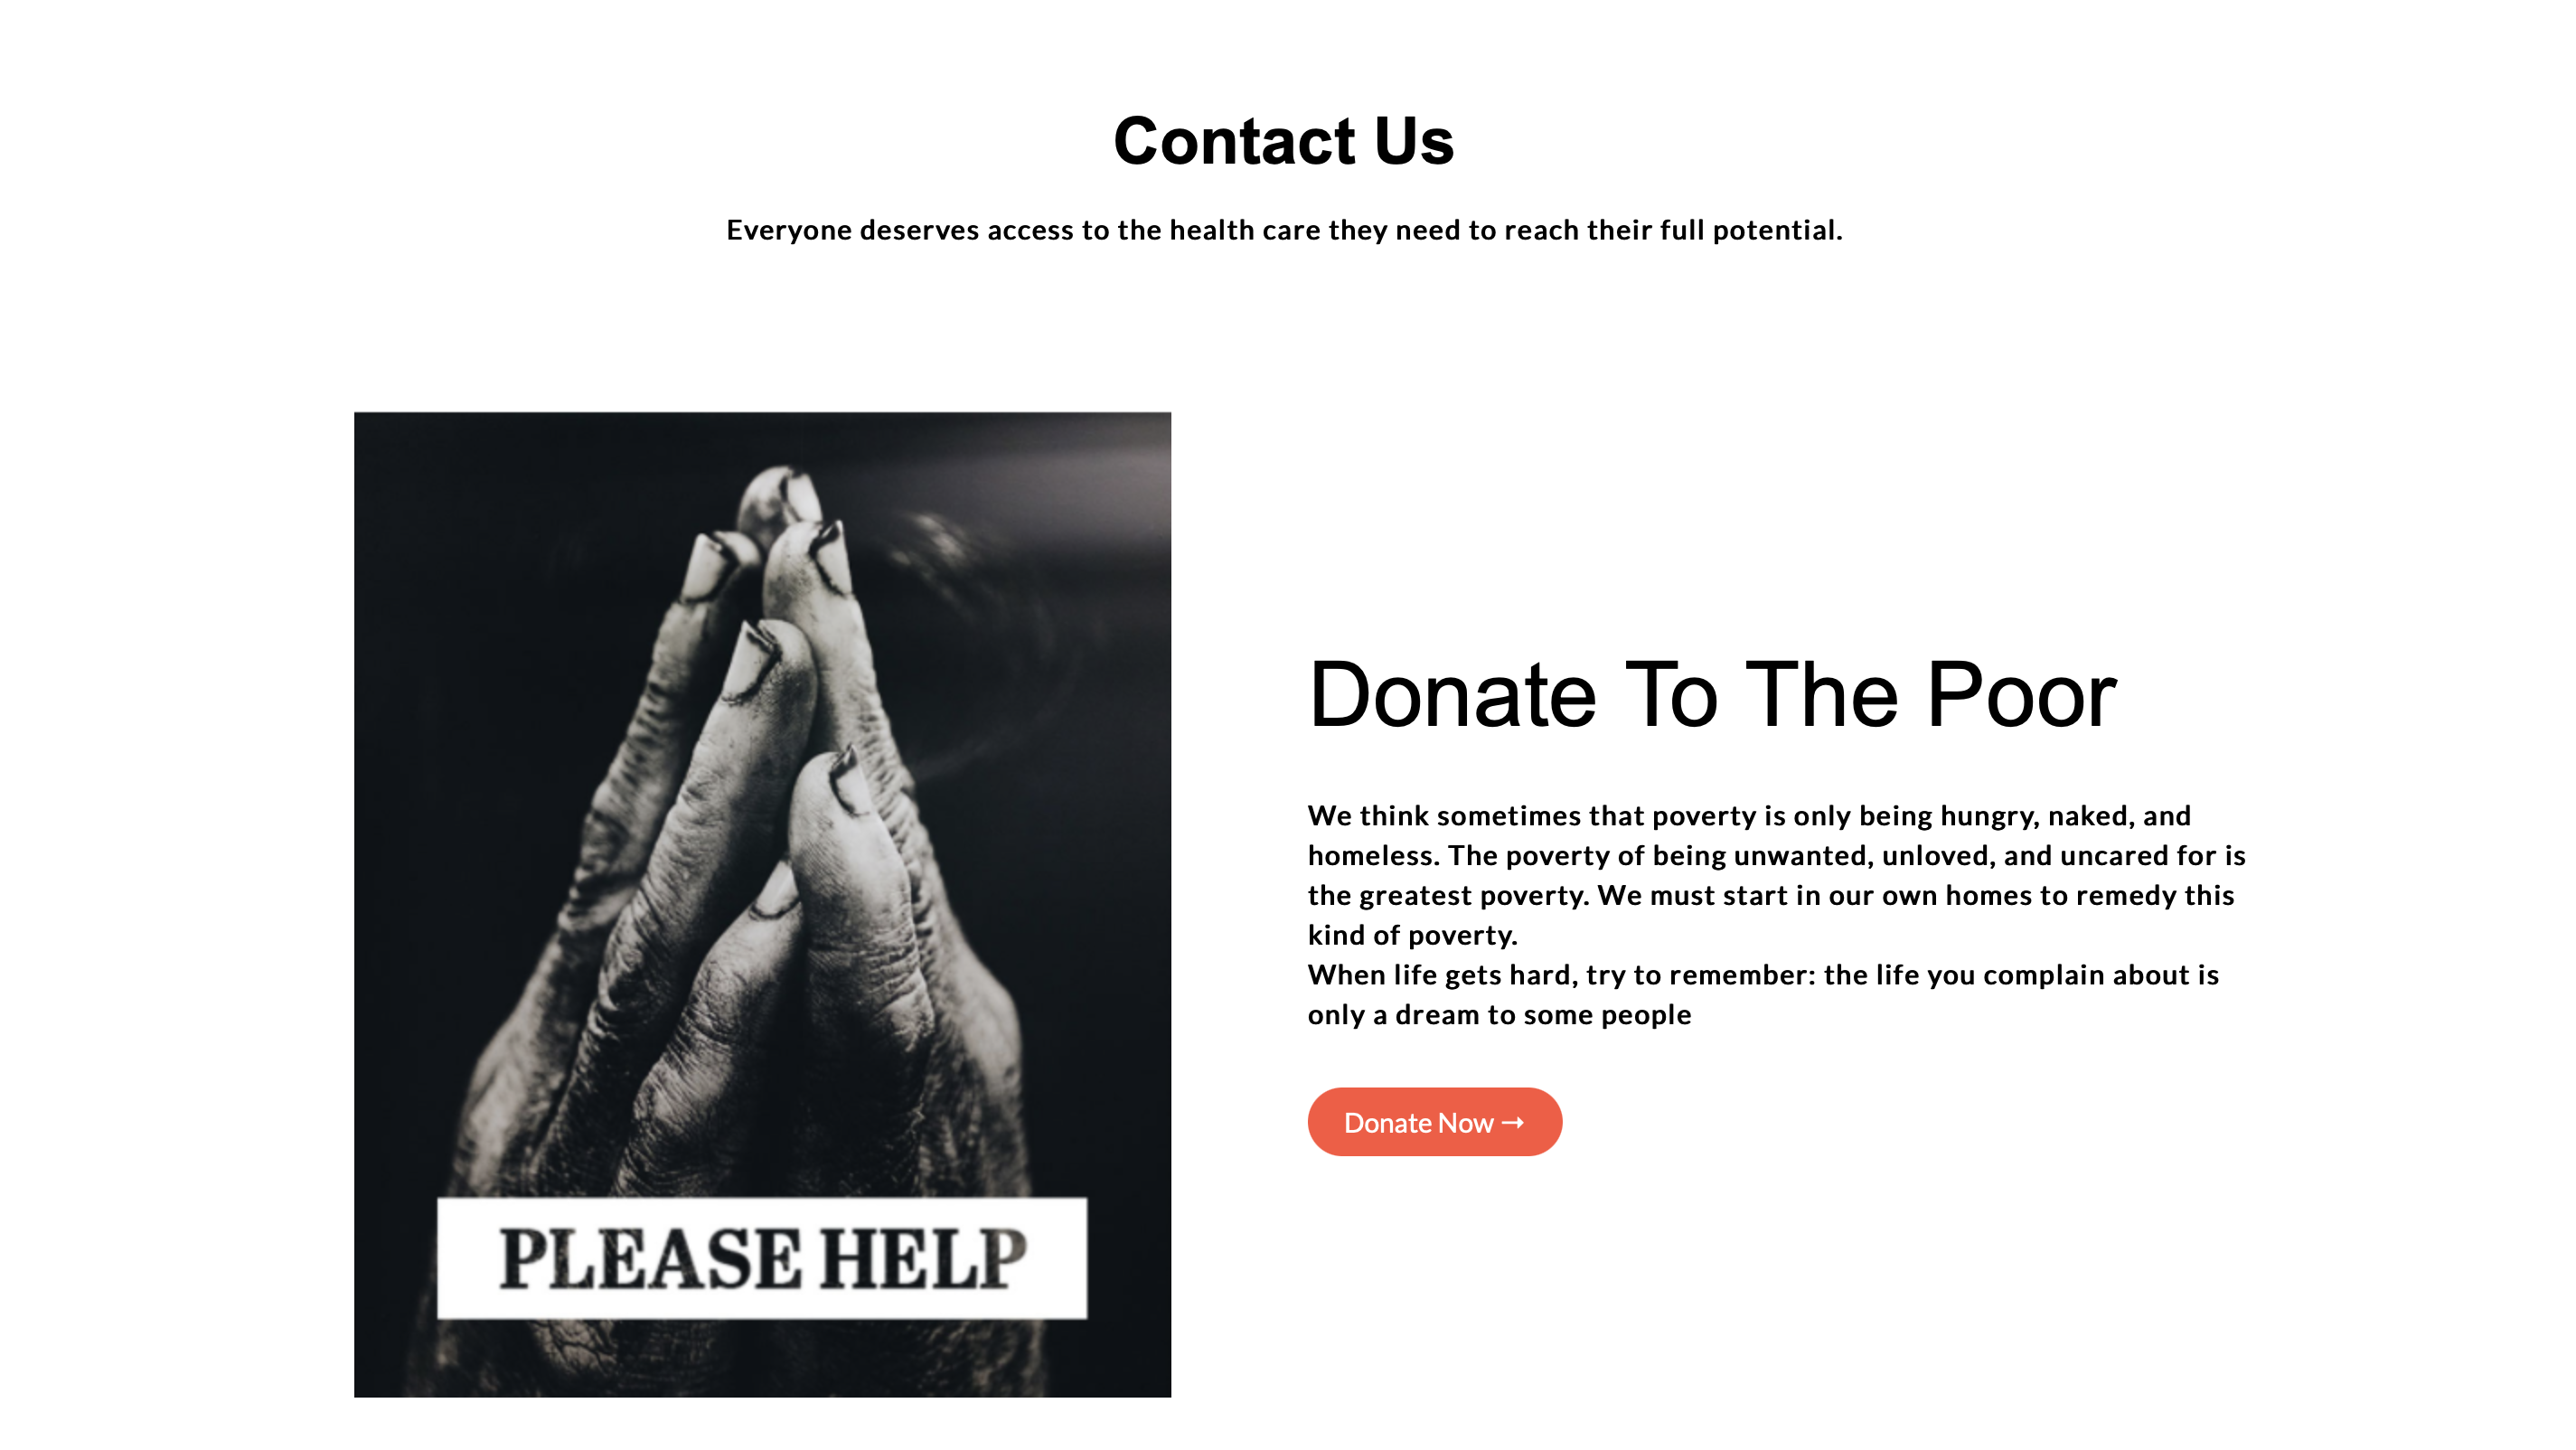 Contact Us
Everyone deserves access to the health care they need to reach their full potential.
PLEASE HELP
Donate To The Poor
We think sometimes that poverty is only being hungry, naked, and
homeless. The poverty of being unwanted, unloved, and uncared for is
the greatest poverty. We must start in our own homes to remedy this
kind of poverty.
When life gets hard, try to remember: the life you complain about is
only a dream to some people
Donate Now →